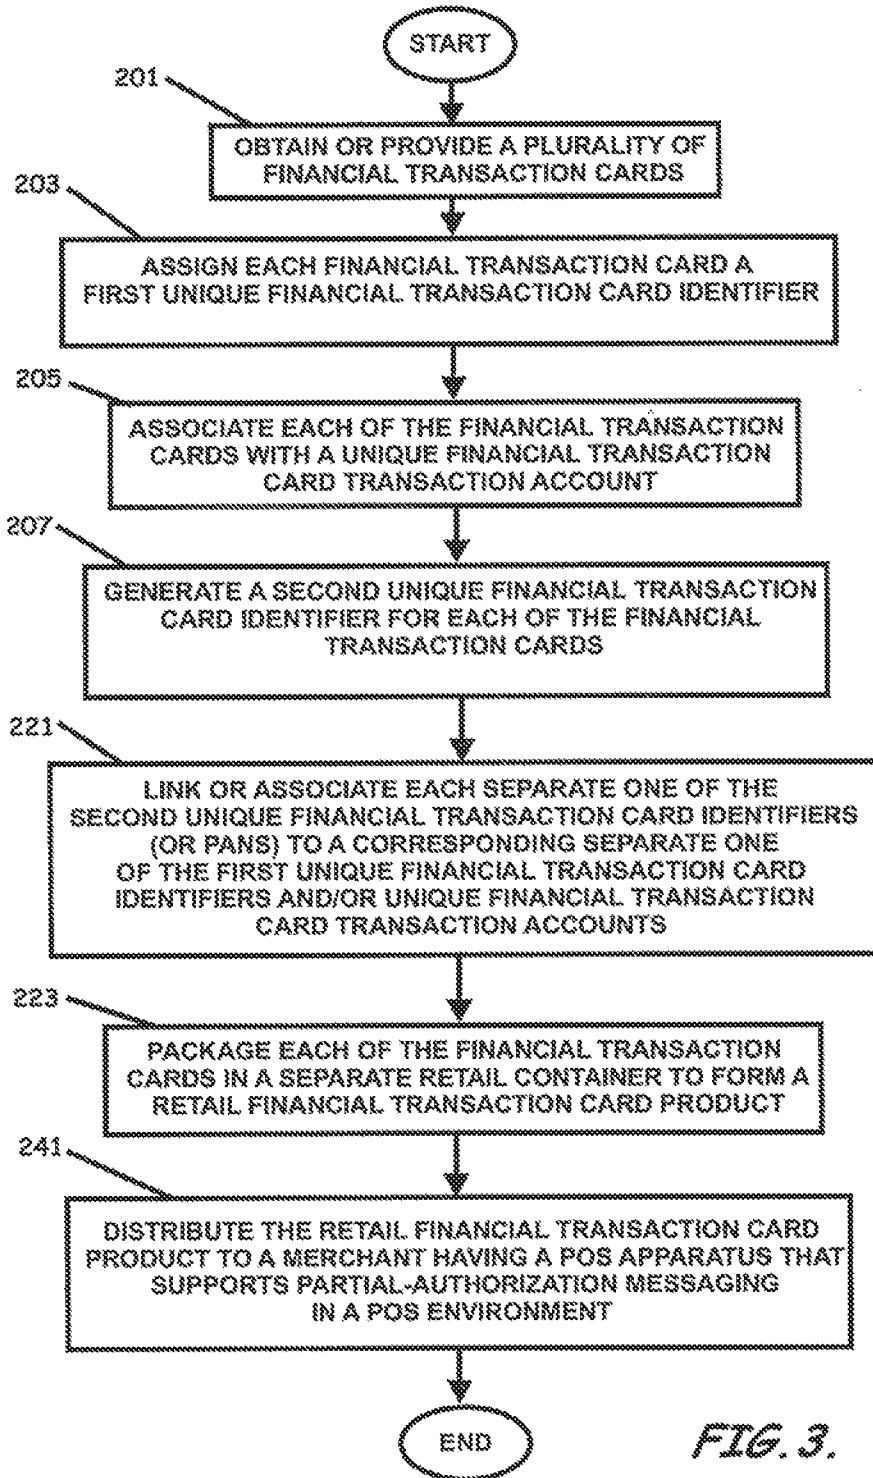 START
201
OBTAIN OR PROVIDE A PLURALITY OF
FINANCIAL TRANSACTION CARDS
203
ASSIGN EACH FINANCIAL TRANSACTION CARD A
FIRST UNIQUE FINANCIAL TRANSACTION CARD IDENTIFIER
205
ASSOCIATE EACH OF THE FINANCIAL TRANSACTION
CARDS WITH A UNIQUE FINANCIAL TRANSACTION
CARD TRANSACTION ACCOUNT
207
GENERATE A SECOND UNIQUE FINANCIAL TRANSACTION
CARD IDENTIFIER FOR EACH OF THE FINANCIAL
TRANSACTION CARDS
221
LINK OR ASSOCIATE EACH SEPARATE ONE OF THE
SECOND UNIQUE FINANCIAL TRANSACTION CARD IDENTIFIERS
(OR PANS) TO A CORRESPONDING SEPARATE ONE
OF THE FIRST UNIQUE FINANCIAL TRANSACTION CARD
IDENTIFIERS AND/OR UNIQUE FINANCIAL TRANSACTION
CARD TRANSACTION ACCOUNTS
223
PACKAGE EACH OF THE FINANCIAL TRANSACTION
CARDS IN A SEPARATE RETAIL CONTAINER TO FORM A
RETAIL FINANCIAL TRANSACTION CARD PRODUCT
241
DISTRIBUTE THE RETAIL FINANCIAL TRANSACTION CARD
PRODUCT TO A MERCHANT HAVING A POS APPARATUS THAT
SUPPORTS PARTIAL-AUTHORIZATION MESSAGING
IN A POS ENVIRONMENT
END
FIG. 3.